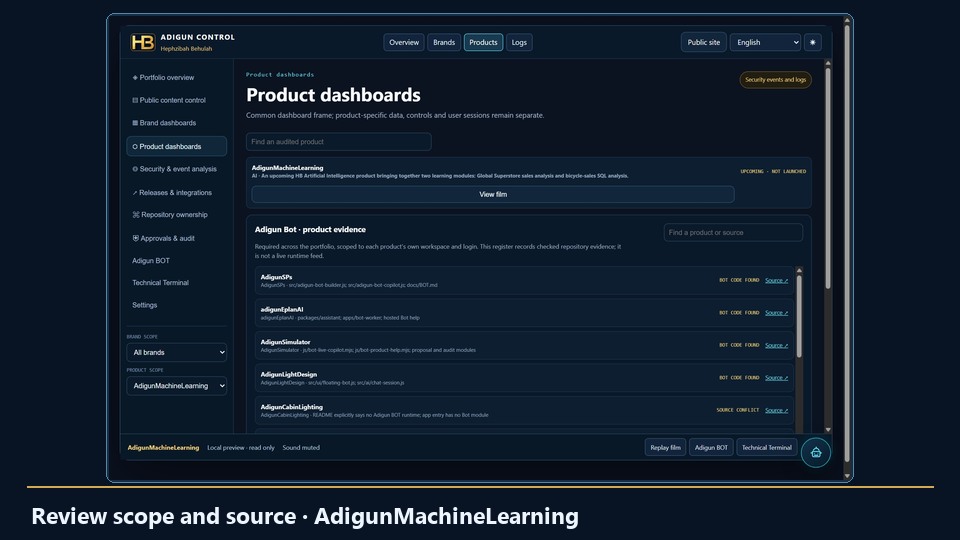 HB
ADIGUN CONTROL
Hephzibah Behulah
Overview
Brands
Products
Logs
Public site
English
Portfolio overview
Public content control
Brand dashboards
Product dashboards
Security & event analysis
Releases & integrations
Repository ownership
Approvals & audit
Adigun BOT
Technical Terminal
Settings
BRAND SCOPE
All brands
PRODUCT SCOPE
AdigunMachineLearning
Product dashboards
Product dashboards
Common dashboard frame; product-specific data, controls and user sessions remain separate.
Security events and logs
Find an audited product
AdigunMachineLearning
AI · An upcoming HB Artificial Intelligence product bringing together two learning modules: Global Superstore sales analysis and bicycle-sales SQL analysis.
UPCOMING · NOT LAUNCHED
View film
Adigun Bot · product evidence
Required across the portfolio, scoped to each product's own workspace and login. This register records checked repository evidence; it
is not a live runtime feed.
Find a product or source
AdigunSPs
AdigunSPs · src/adigun-bot-builder.js; src/adigun-bot-copilot.js; docs/BOT.md
BOT CODE FOUND
Source ↗
adigunEplanAI
adigunEplanAI · packages/assistant; apps/bot-worker; hosted Bot help
BOT CODE FOUND
Source ↗
AdigunSimulator
AdigunSimulator · js/bot-live-copilot.mjs; js/bot-product-help.mjs; proposal and audit modules
BOT CODE FOUND
Source ↗
AdigunLightDesign
AdigunLightDesign · src/ui/floating-bot.js; src/ai/chat-session.js
BOT CODE FOUND
Source ↗
AdigunCabinLighting
AdigunCabinLighting · README explicitly says no Adigun BOT runtime; app entry has no Bot module
SOURCE CONFLICT
Source ↗
AdigunMachineLearning
Local preview · read only
Sound muted
Replay film
Adigun BOT
Technical Terminal
Review scope and source · AdigunMachineLearning